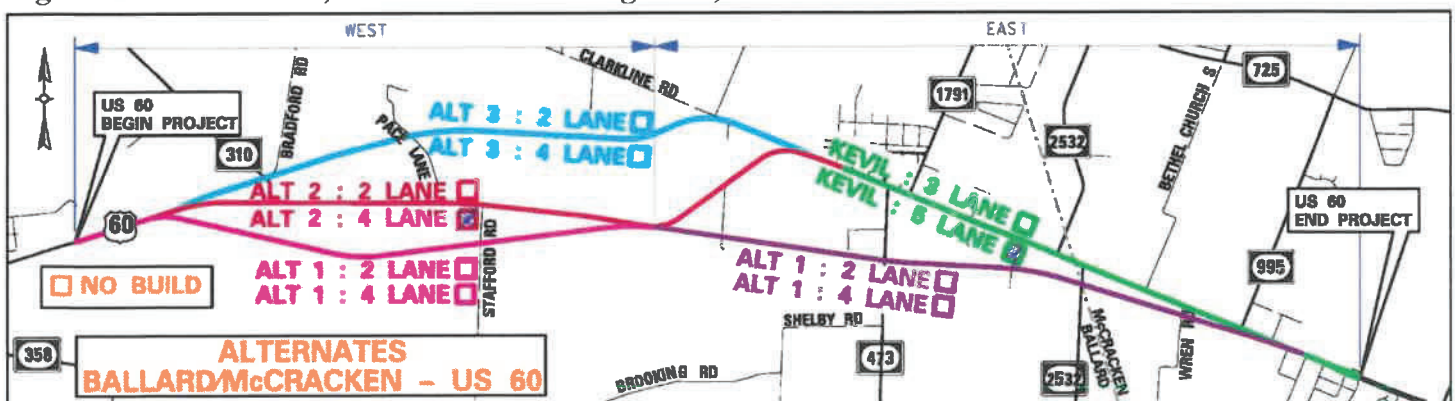 WEST
EAST
CLARKLINE RD
725
US 60
BEGIN PROJECT
BRADFORD RD
1791
BETHEL CHURCH S
PACE LANE
ALT 3 : 2 LANE
ALT 3 : 4 LANE
310
2532
KEVIL : 3 LANE
KEVIL : 5 LANE
ALT 2 : 2 LANE
ALT 2 : 4 LANE
US 60
END PROJECT
60
STAFFORD RD
ALT 1 : 2 LANE
ALT 1 : 4 LANE
ALT 1 : 2 LANE
ALT 1 : 4 LANE
995
NO BUILD
SHELBY RD
McCRACKEN
BALLARD
WREN RD
358
ALTERNATES
BALLARD/McCRACKEN - US 60
473
2532
BROOKING RD